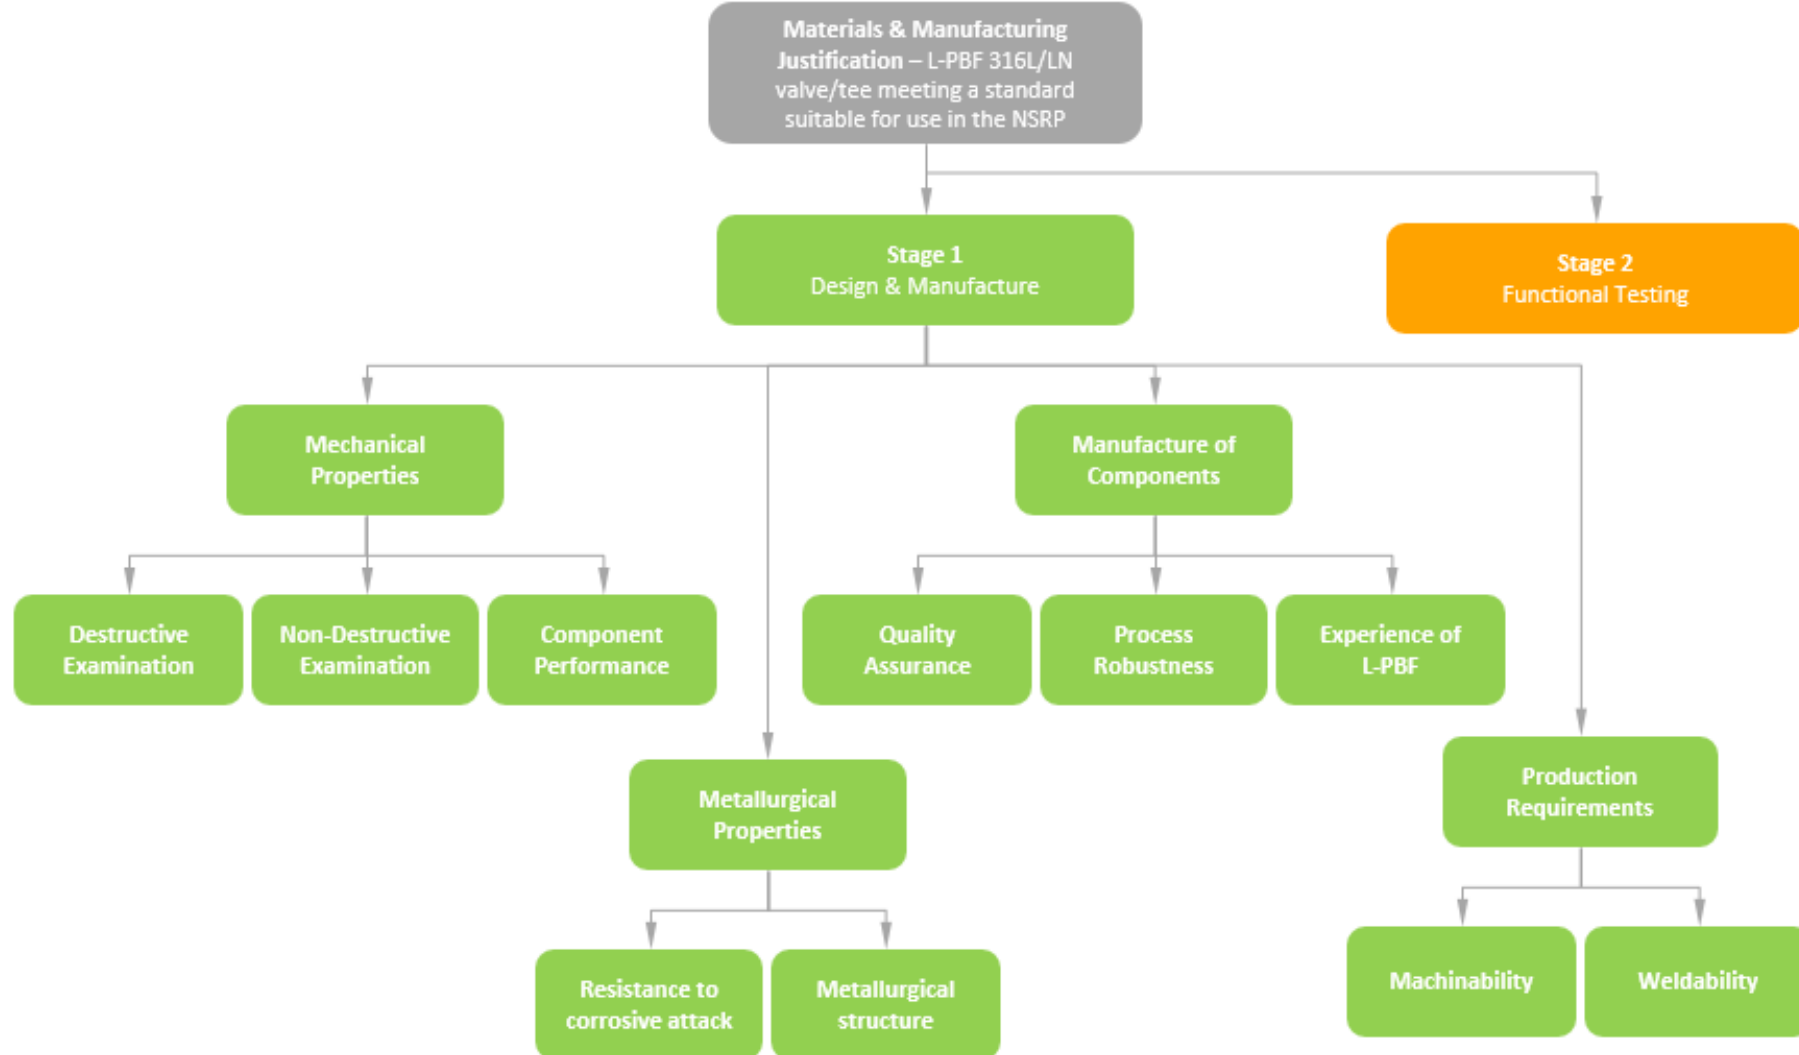 Materials & Manufacturing
Justification – L-PBF 316L/LN
valve/tee meeting a standard
suitable for use in the NSRP
Stage 1
Design & Manufacture
Stage 2
Functional Testing
Mechanical
Properties
Manufacture of
Components
Destructive
Examination
Non-Destructive
Examination
Component
Performance
Quality
Assurance
Process
Robustness
Experience of
L-PBF
Metallurgical
Properties
Production
Requirements
Resistance to
corrosive attack
Metallurgical
structure
Machinability
Weldability